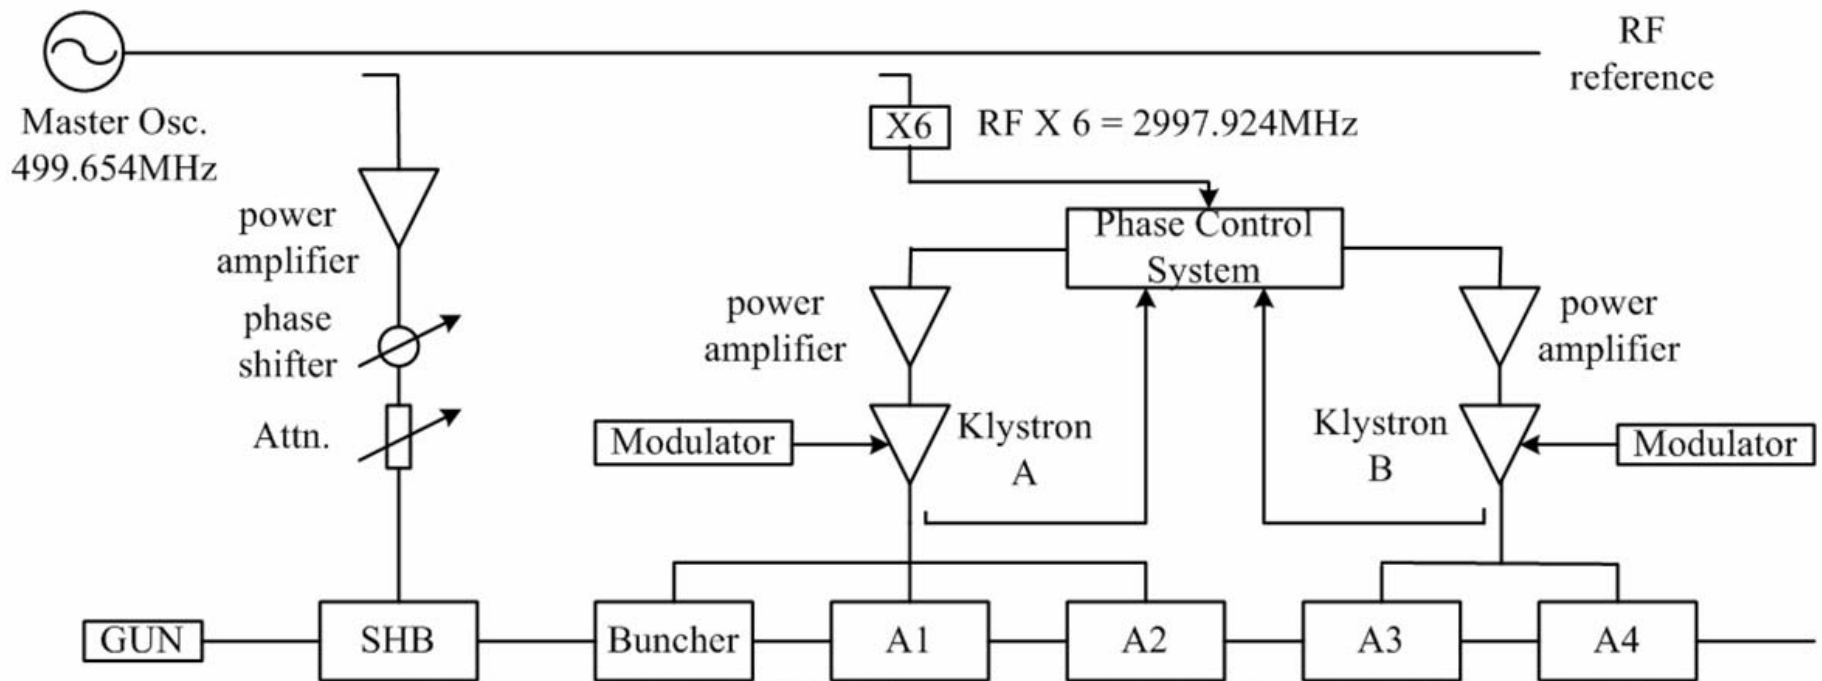 RF
reference
Master Osc.
499.654MHz
X6
RF X 6 = 2997.924MHz
power
amplifier
Phase Control
System
phase
shifter
power
amplifier
power
amplifier
Attn.
Modulator
Klystron
A
Klystron
B
Modulator
GUN
SHB
Buncher
A1
A2
A3
A4